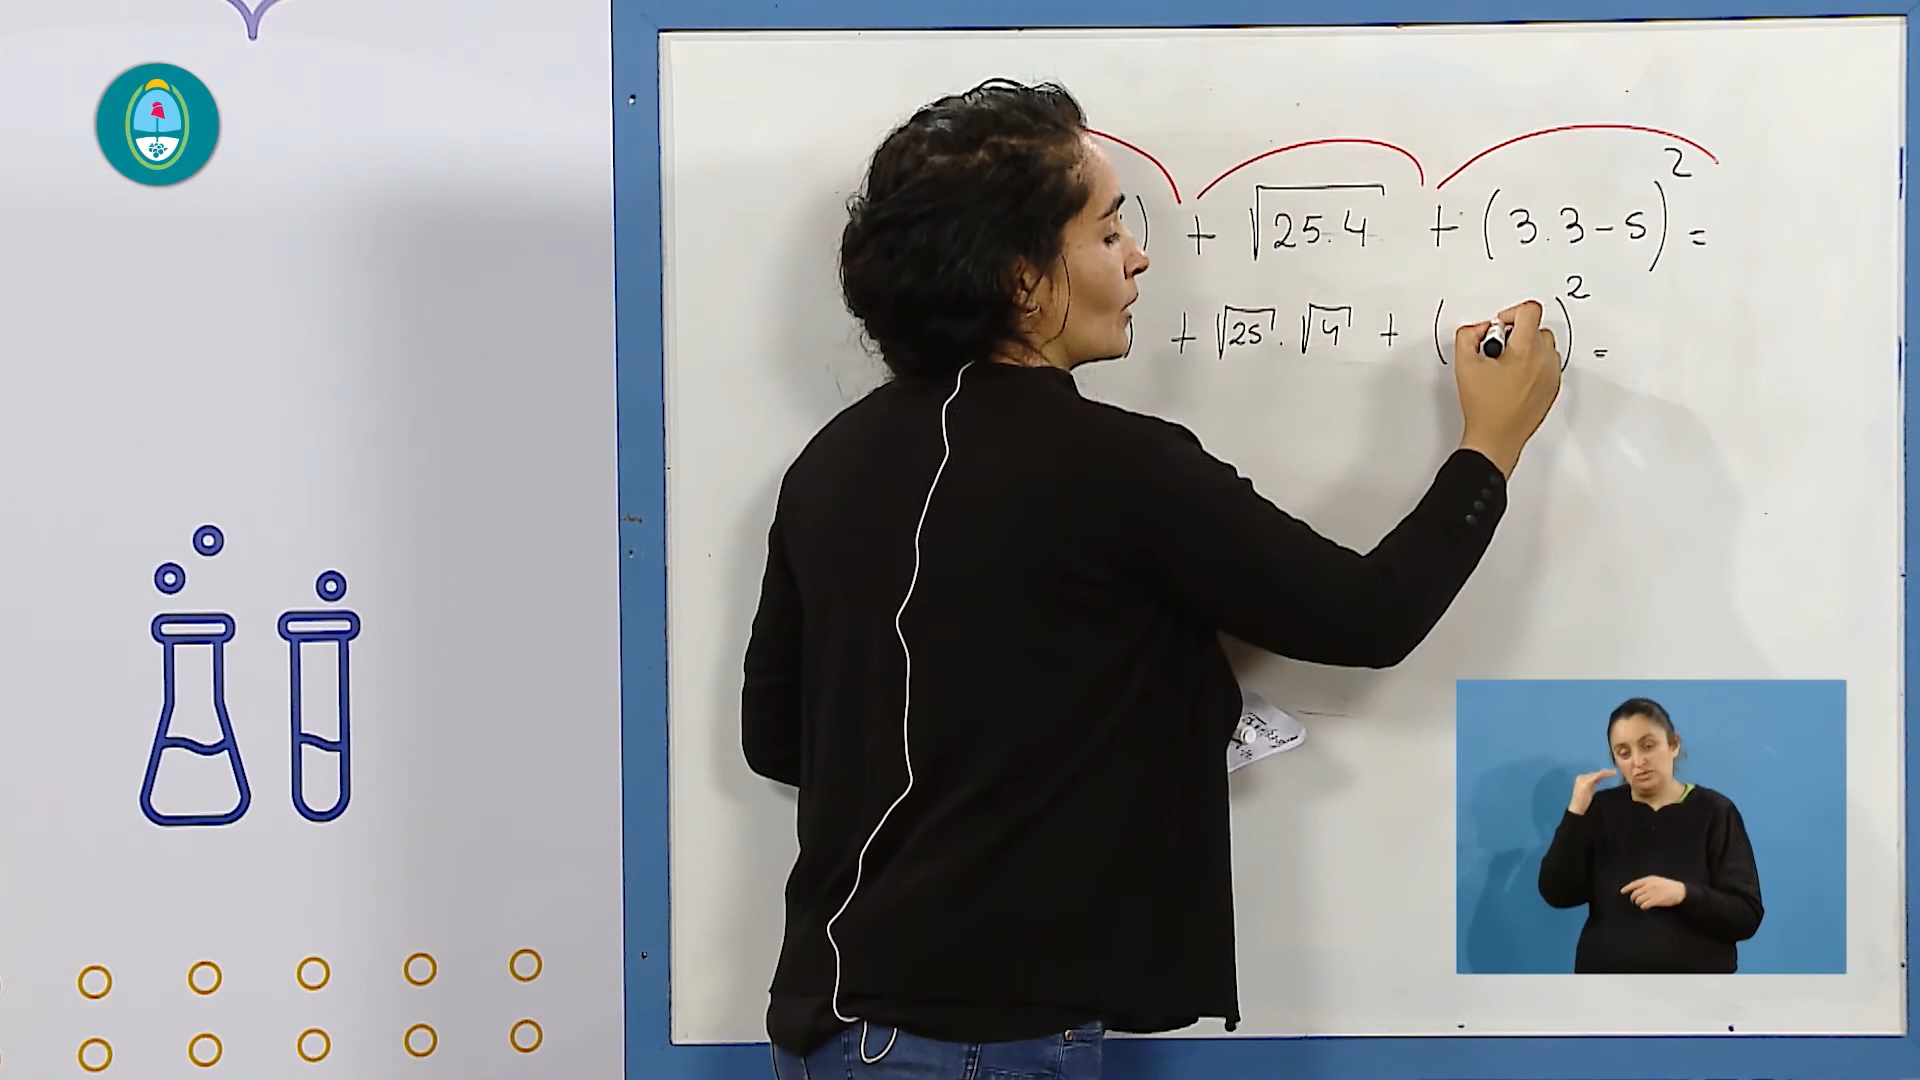 ) + √25.4 + (3.3-5)² =
) + √25 . √4 + ( )² =